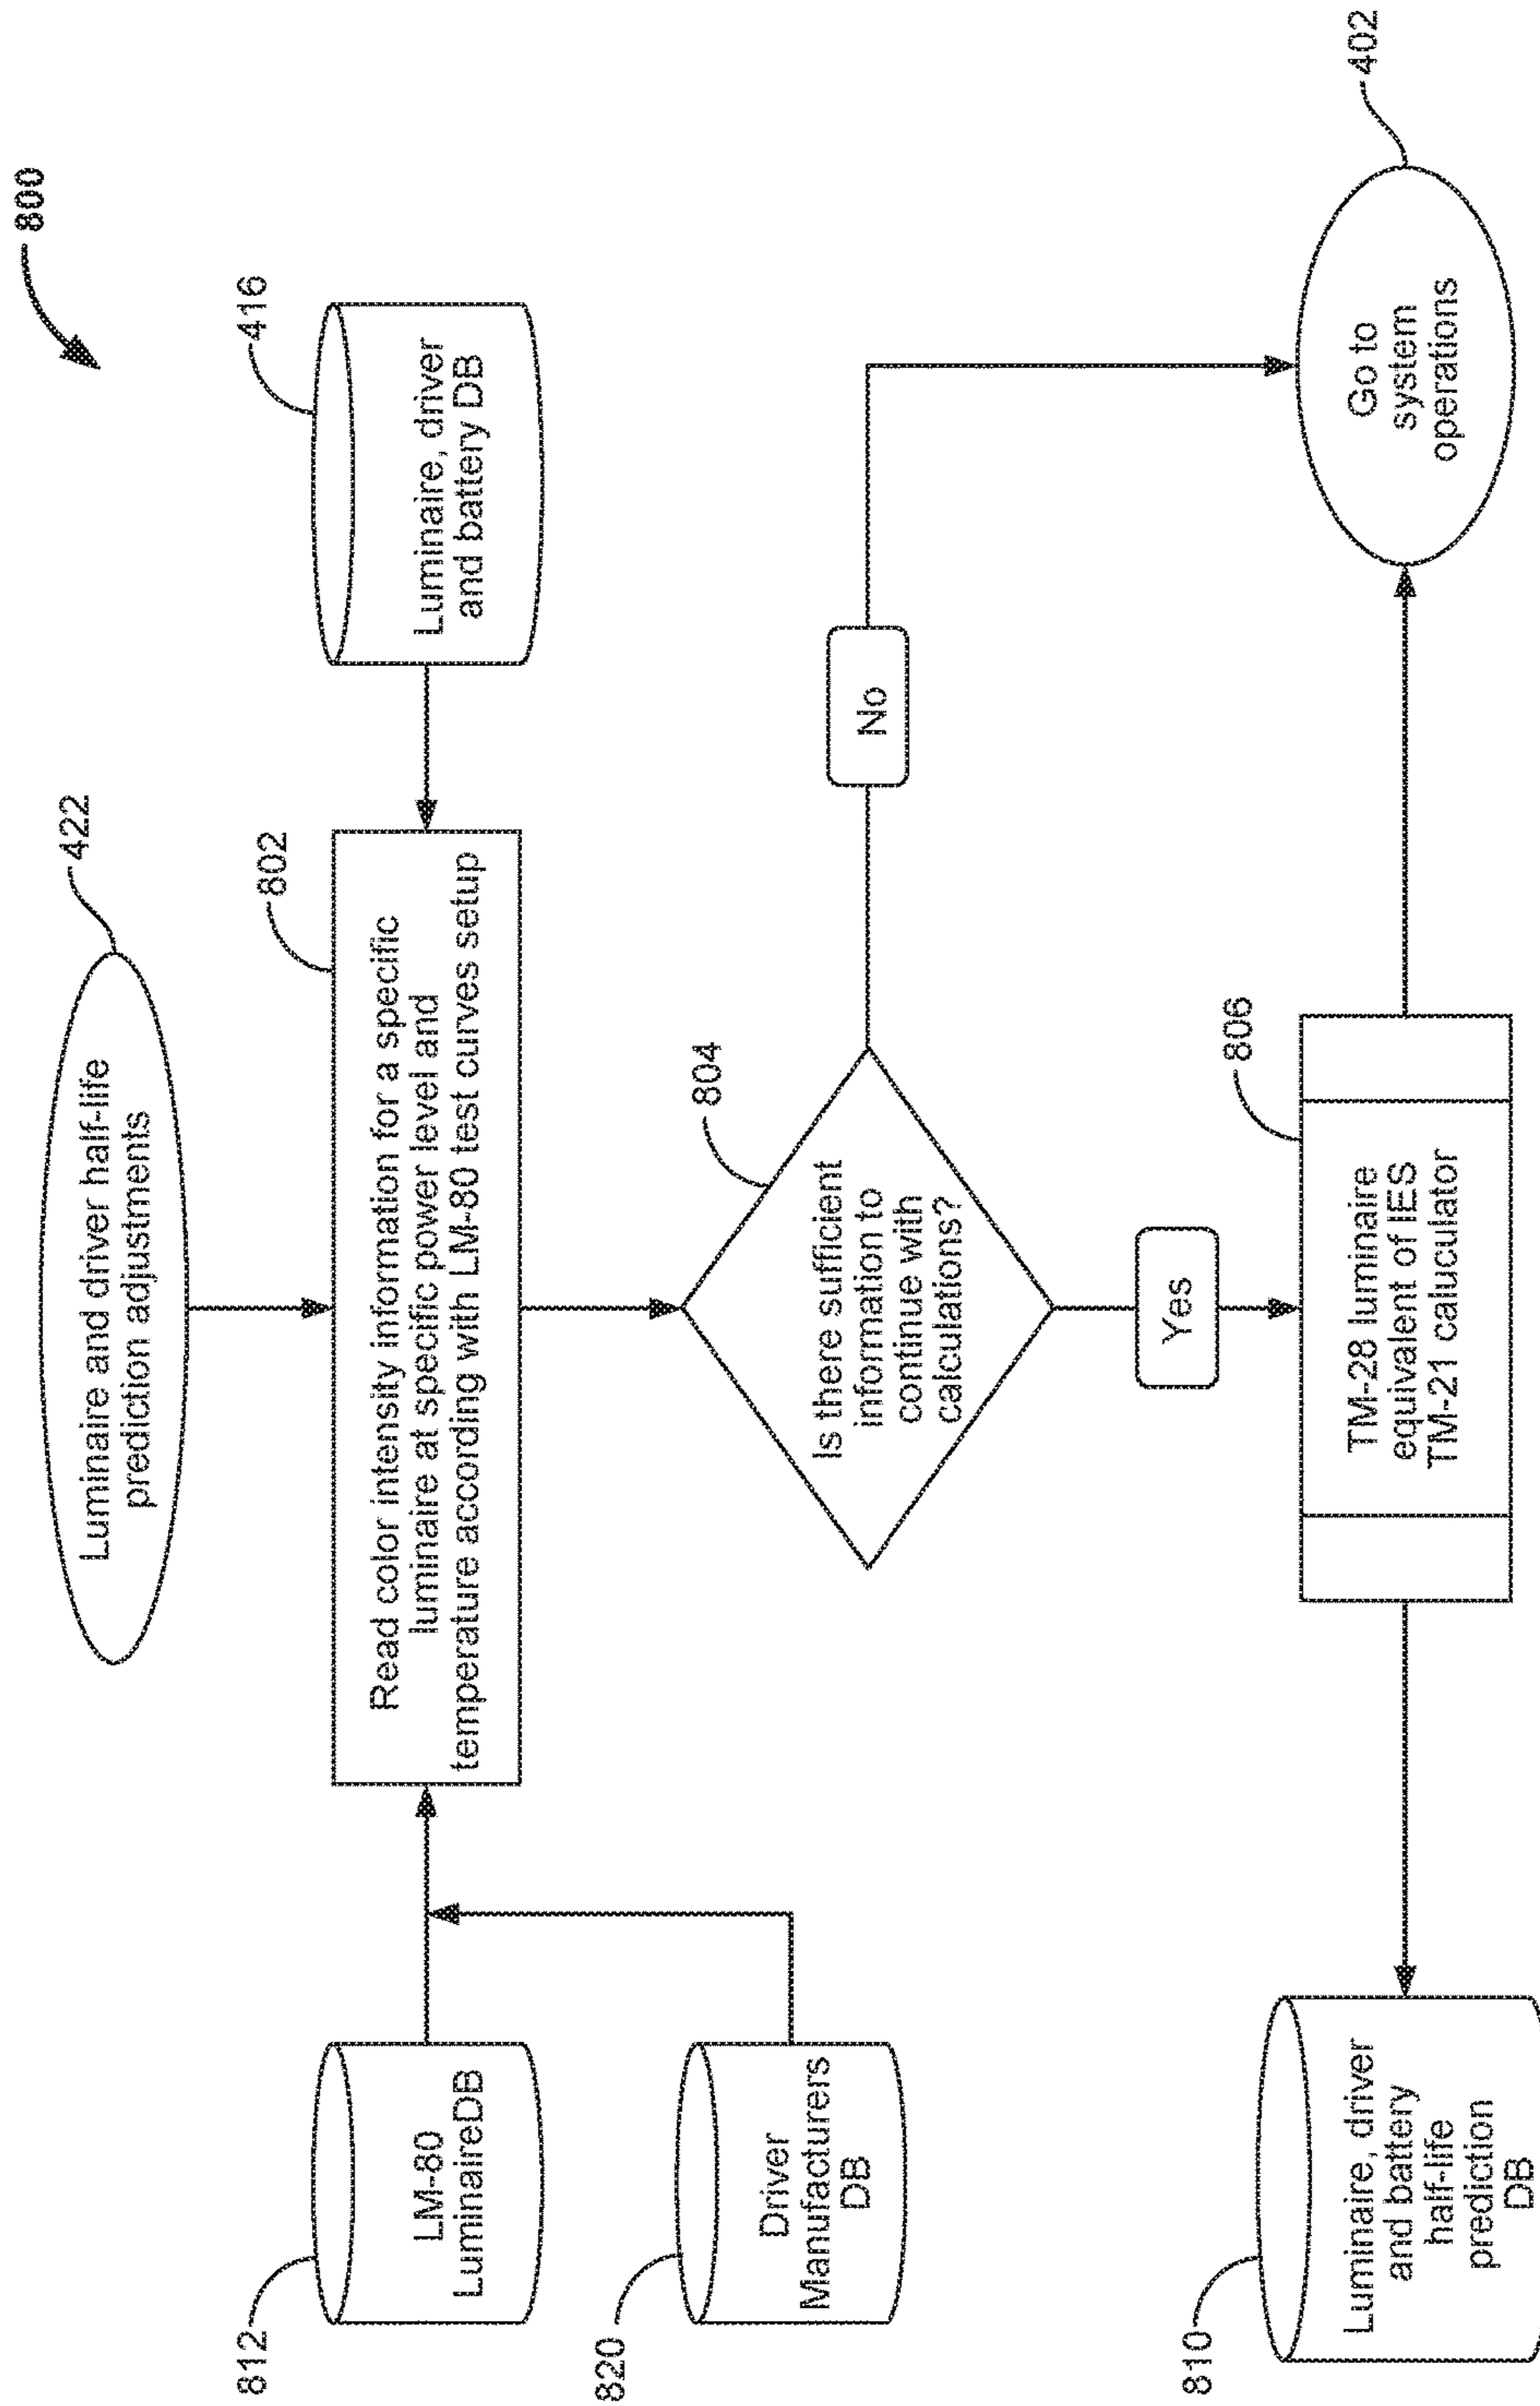 800
422
Luminaire and driver half-life
prediction adjustments
812
LM-80
LuminaireDB
802
Read color intensity information for a specific
luminaire at specific power level and
temperature according with LM-80 test curves setup
416
Luminaire, driver
and battery DB
820
Driver
Manufacturers
DB
804
Is there sufficient
information to
continue with
calculations?
No
Yes
810
Luminaire, driver
and battery
half-life
prediction
DB
806
TM-28 luminaire
equivalent of IES
TM-21 caluculator
402
Go to
system
operations